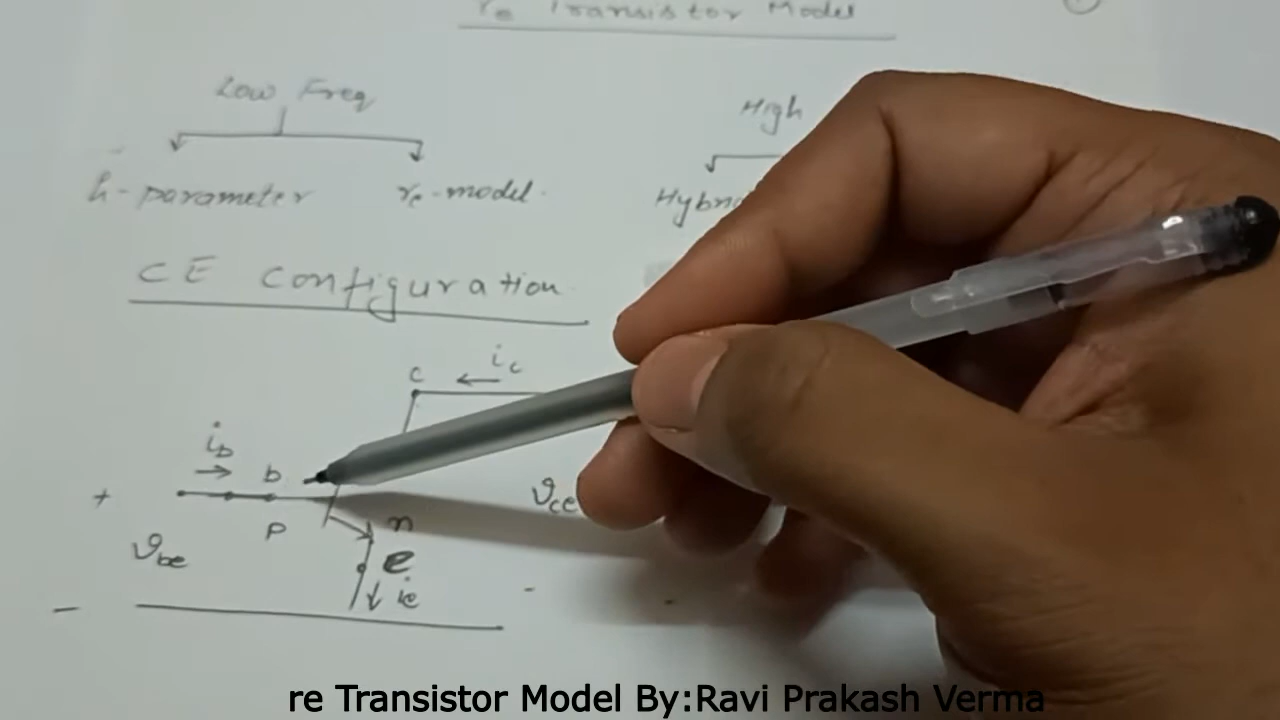 re Transistor Model
Low Freq
High
h-parameter re-model.
CE Configuration
c ic
ib
b
+
p
vce
n
vbe
e
ie
-
-
re Transistor Model By:Ravi Prakash Verma